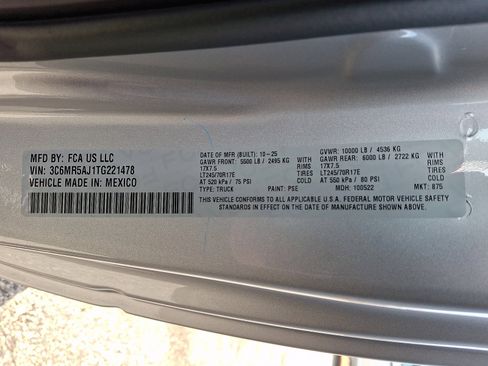 MFD BY: FCA US LLC
VIN: 3C6MR5AJ1TG221478
VEHICLE MADE IN: MEXICO
DATE OF MFR (BUILT): 10-25 GVWR: 10000 LB / 4536 KG
GAWR FRONT: 5500 LB / 2495 KG WITH GAWR REAR: 6000 LB / 2722 KG WITH
17X7.5 RIMS 17X7.5 RIMS
LT245/70R17E TIRES LT245/70R17E TIRES
AT 520 kPa / 75 PSI COLD AT 550 kPa / 80 PSI COLD
TYPE: TRUCK PAINT: PSE MDH: 100522 MKT: 875
THIS VEHICLE CONFORMS TO ALL APPLICABLE U.S.A. FEDERAL MOTOR VEHICLE SAFETY
STANDARDS IN EFFECT ON THE DATE OF MANUFACTURE SHOWN ABOVE.